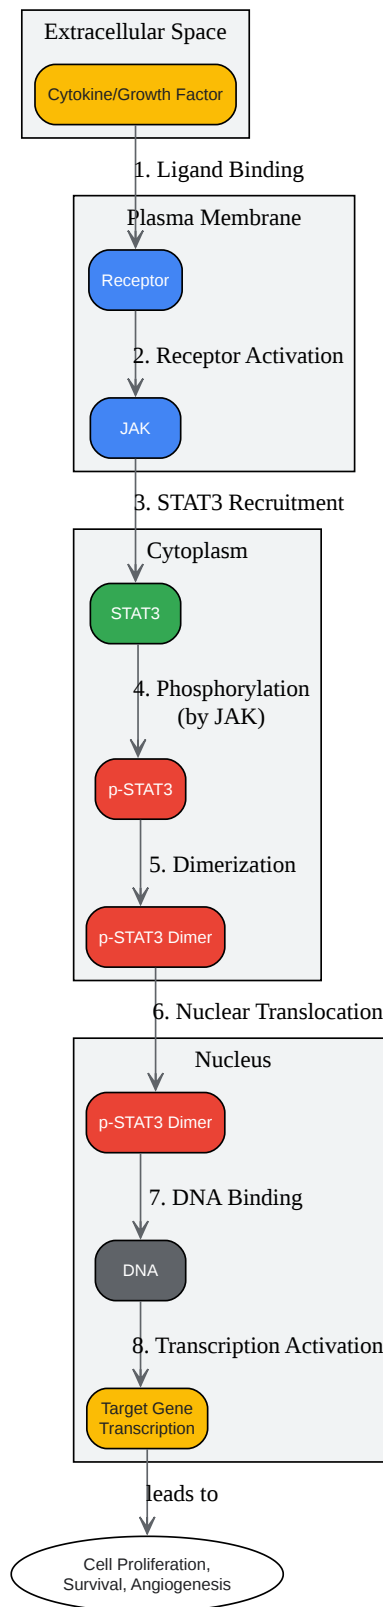 Extracellular Space
Cytokine/Growth Factor
1. Ligand Binding
Plasma Membrane
Receptor
2. Receptor Activation
JAK
3. STAT3 Recruitment
Cytoplasm
STAT3
4. Phosphorylation
(by JAK)
p-STAT3
5. Dimerization
p-STAT3 Dimer
6. Nuclear Translocation
Nucleus
p-STAT3 Dimer
7. DNA Binding
DNA
8. Transcription Activation
Target Gene
Transcription
leads to
Cell Proliferation,
Survival, Angiogenesis